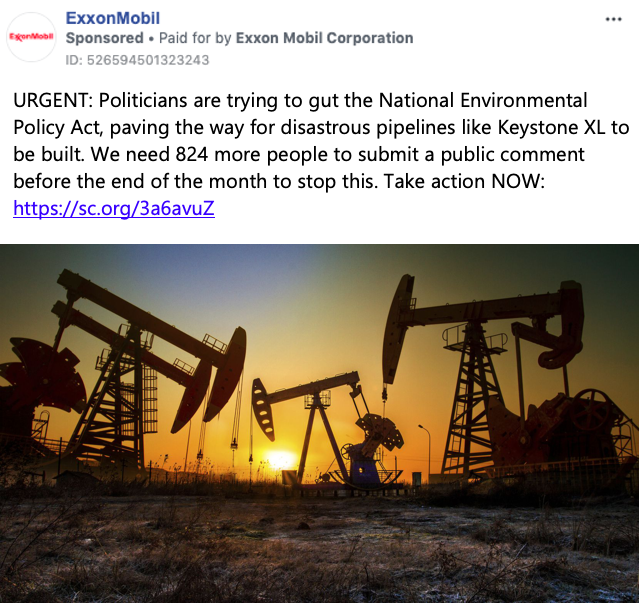 ExxonMobil
ExxonMobil
Sponsored • Paid for by Exxon Mobil Corporation
ID: 526594501323243
URGENT: Politicians are trying to gut the National Environmental
Policy Act, paving the way for disastrous pipelines like Keystone XL to
be built. We need 824 more people to submit a public comment
before the end of the month to stop this. Take action NOW:
https://sc.org/3a6avuZ